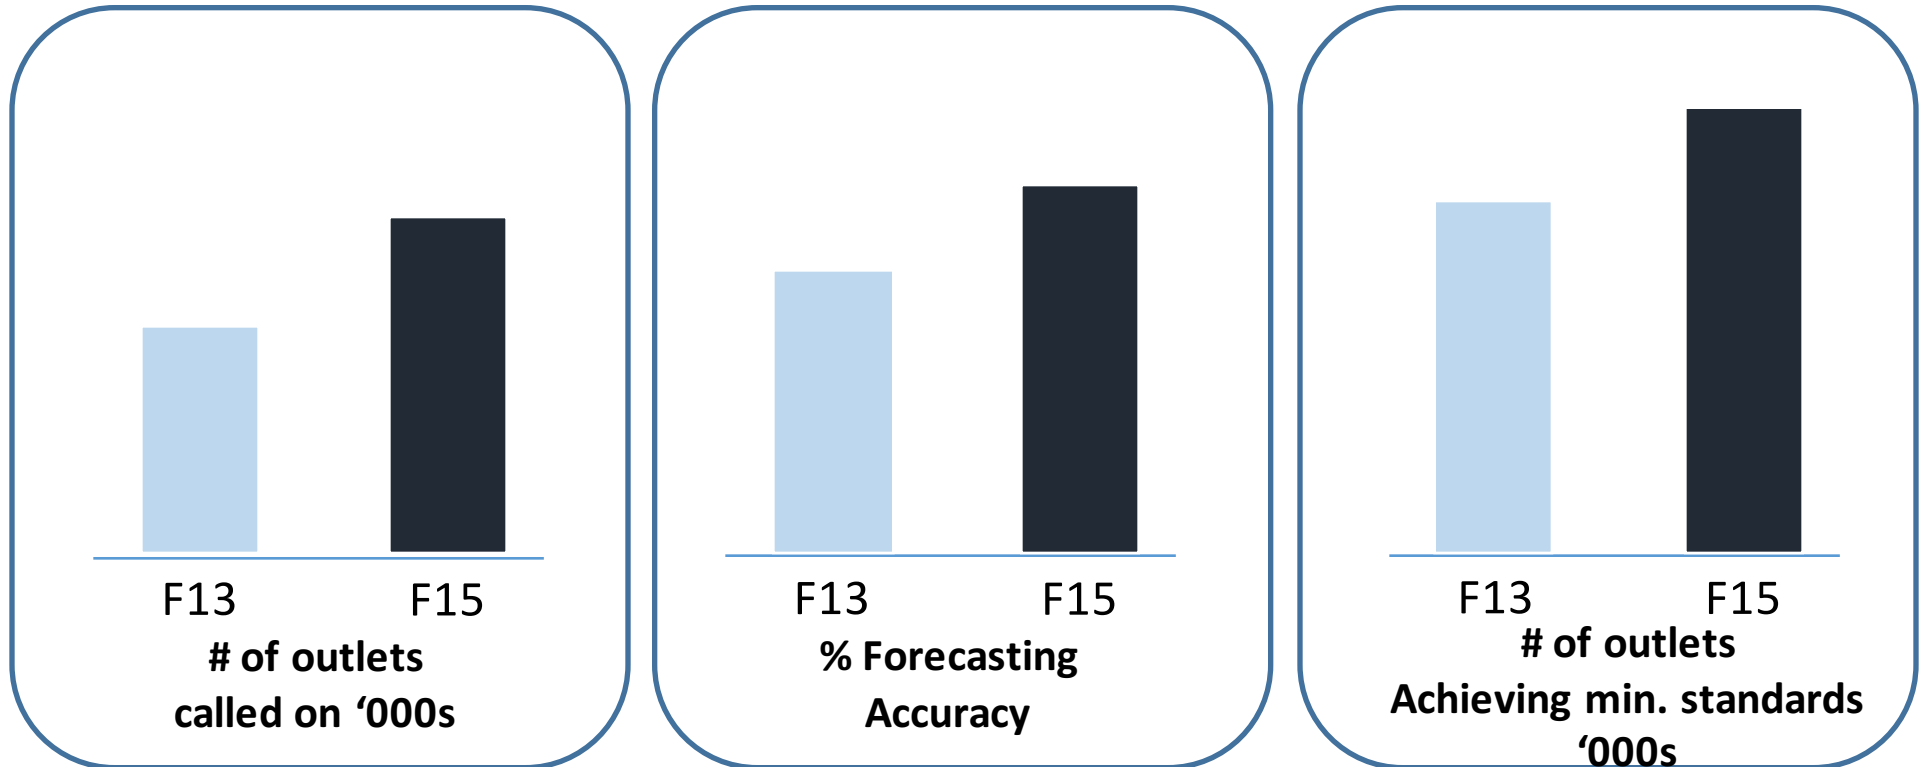 F13 F15
# of outlets
called on ‘000s
F13 F15
% Forecasting
Accuracy
F13 F15
# of outlets
Achieving min. standards
‘000s